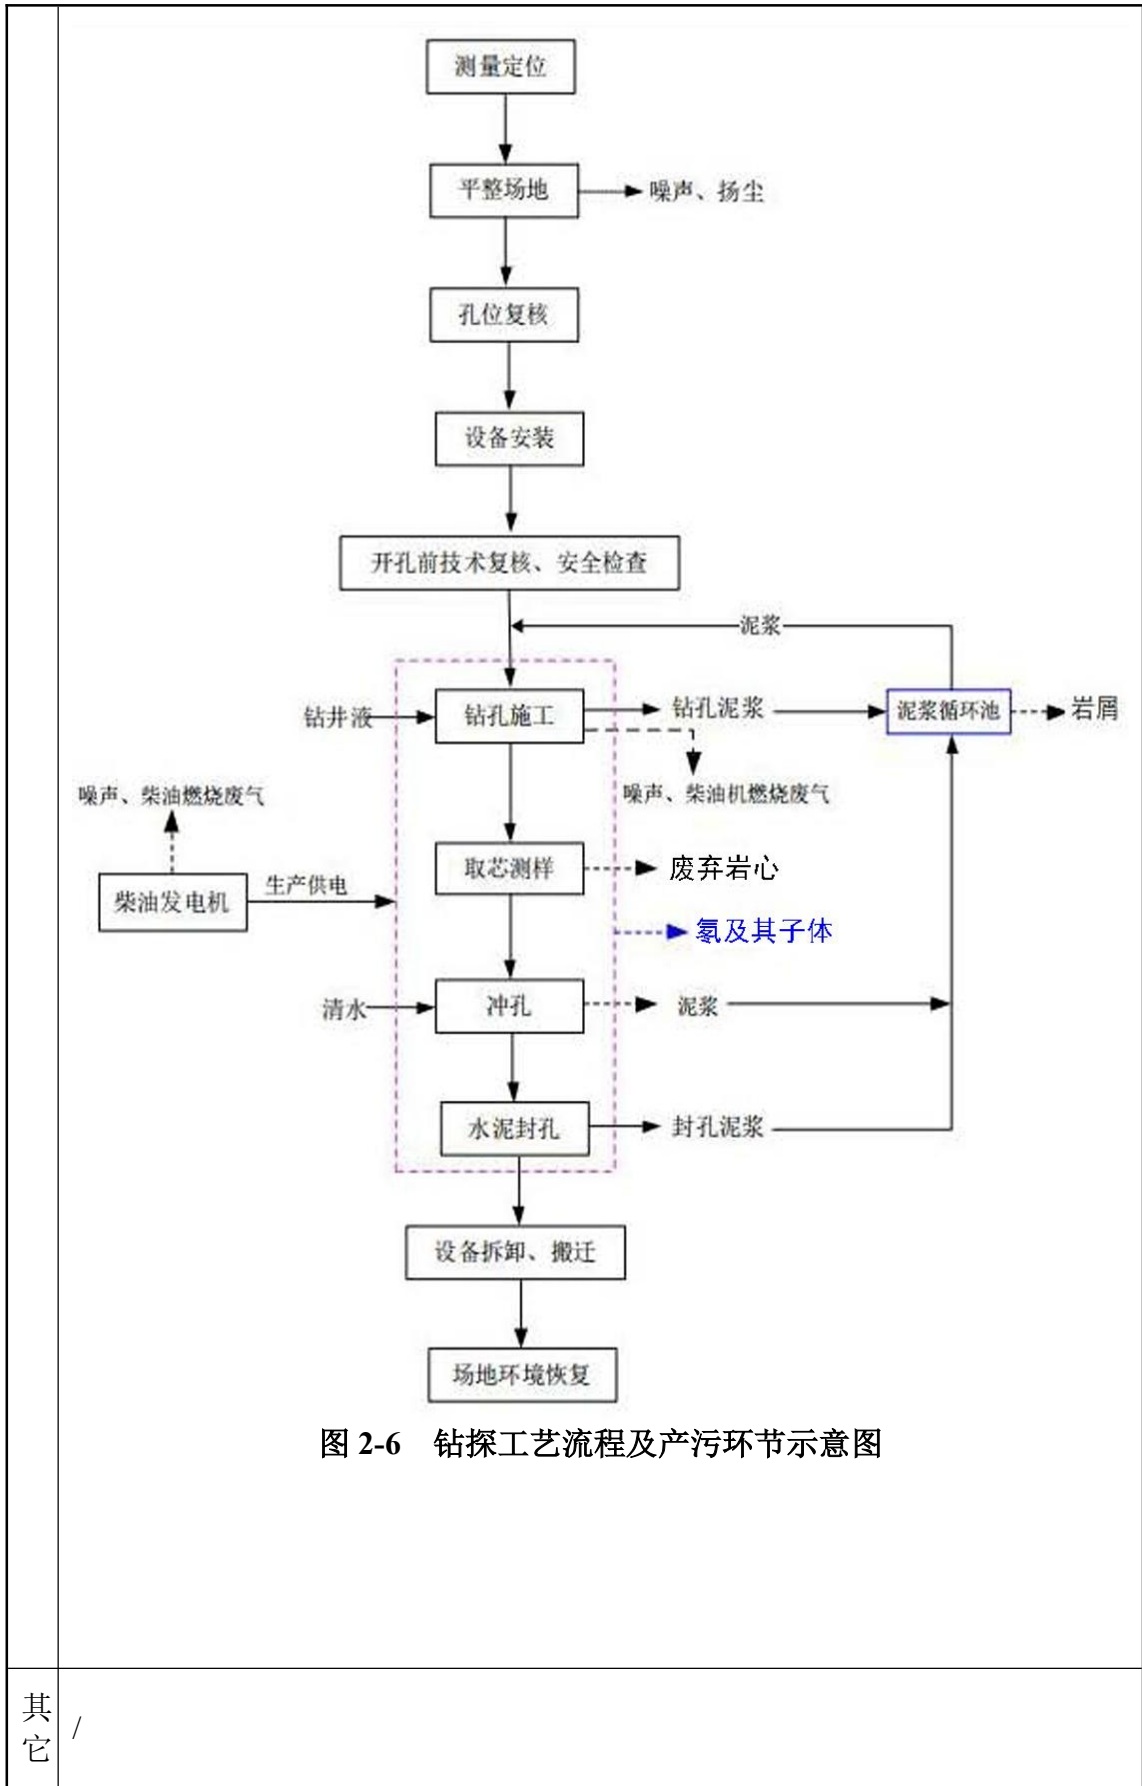 测量定位
平整场地
噪声、扬尘
孔位复核
设备安装
开孔前技术复核、安全检查
泥浆
钻井液
钻孔施工
钻孔泥浆
泥浆循环池
岩屑
噪声、柴油燃烧废气
噪声、柴油机燃烧废气
取芯测样
废弃岩心
柴油发电机
生产供电
氡及其子体
清水
冲孔
泥浆
水泥封孔
封孔泥浆
设备拆卸、搬迁
场地环境恢复
图 2-6 钻探工艺流程及产污环节示意图
其
它
/